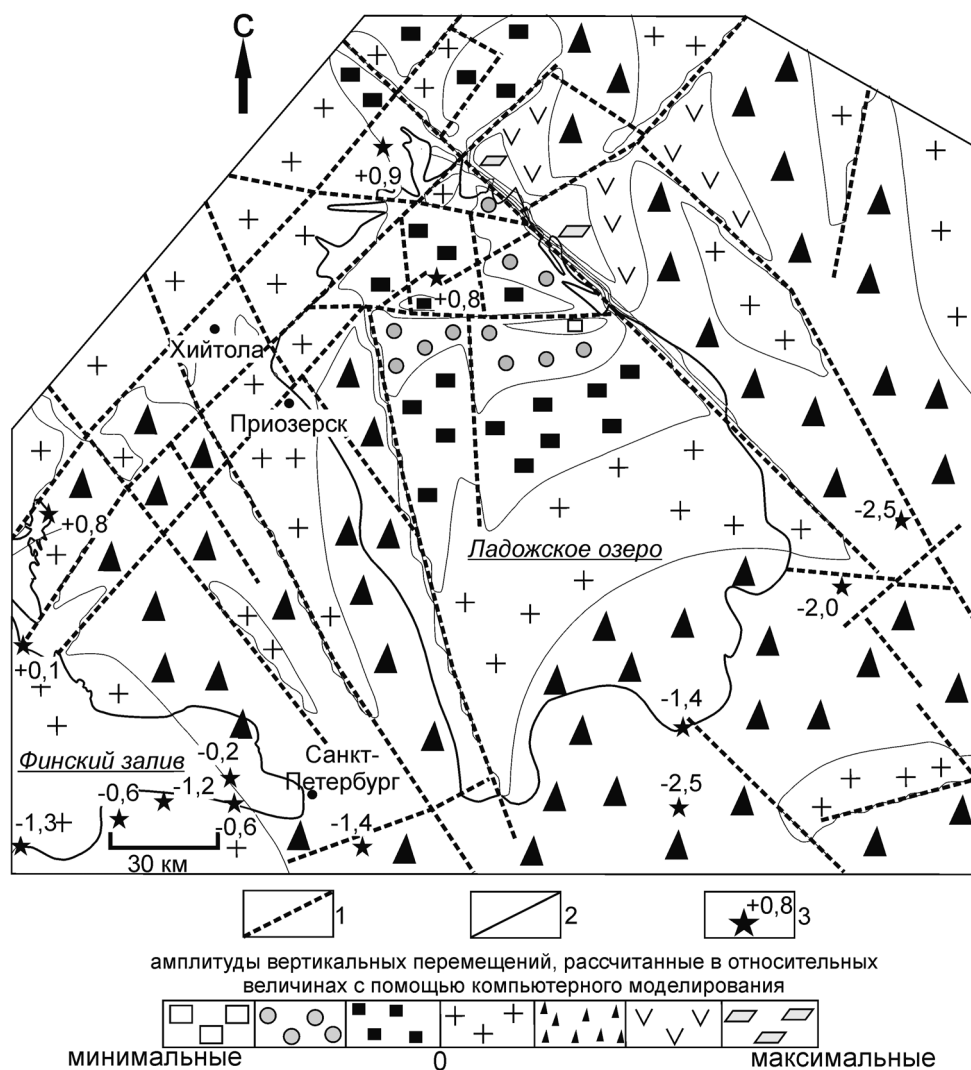 С
+0,9
+0,8
Хийтола
Приозерск
+0,8
-2,5
Ладожское озеро
-2,0
+0,1
-1,4
Финский залив
-0,2
Санкт-
Петербург
-0,6
-1,2
-2,5
-1,3
-0,6
-1,4
30 км
1
2
+0,8
3
амплитуды вертикальных перемещений, рассчитанные в относительных
величинах с помощью компьютерного моделирования
минимальные
0
максимальные